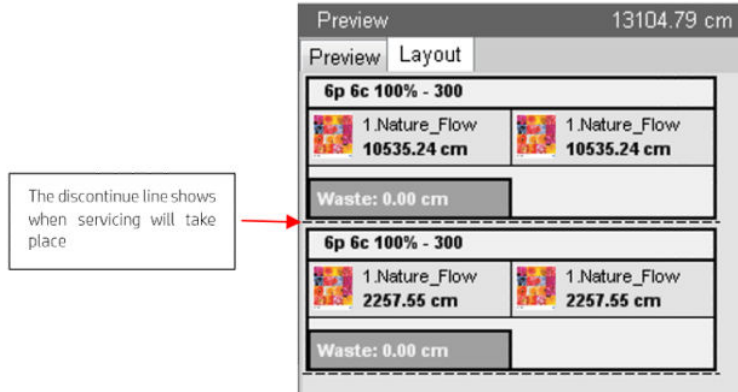 Preview 13104.79 cm
Preview Layout
6p 6c 100% - 300
1.Nature_Flow 1.Nature_Flow
10535.24 cm 10535.24 cm
Waste: 0.00 cm
The discontinue line shows
when servicing will take
place
6p 6c 100% - 300
1.Nature_Flow 1.Nature_Flow
2257.55 cm 2257.55 cm
Waste: 0.00 cm